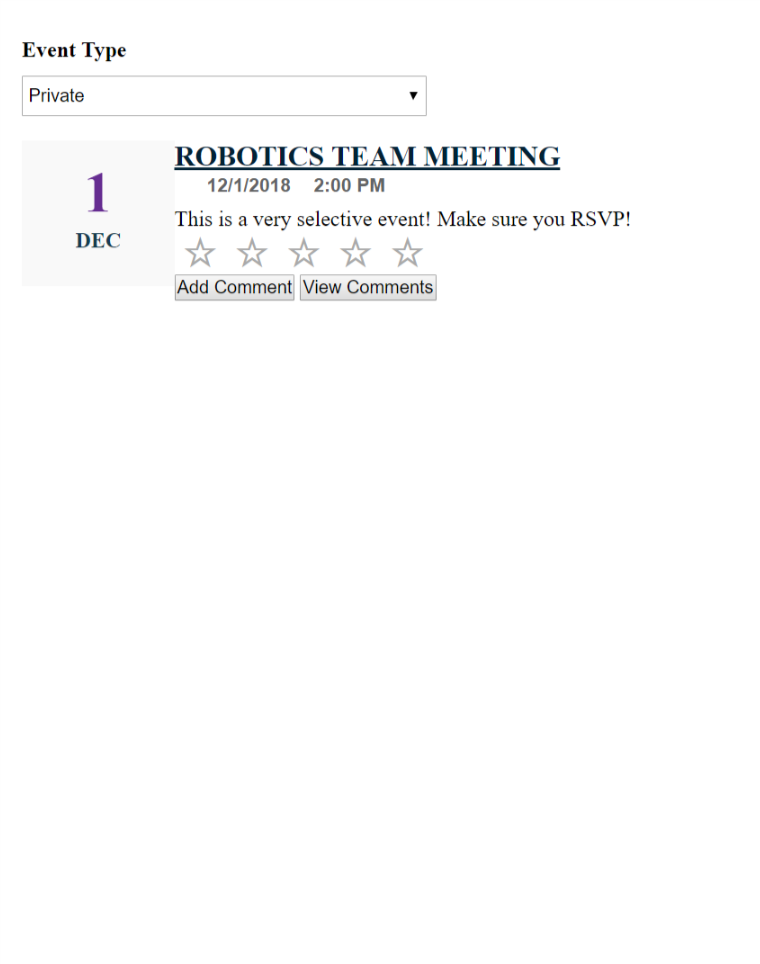 Event Type
Private
1
DEC
ROBOTICS TEAM MEETING
12/1/2018 2:00 PM
This is a very selective event! Make sure you RSVP!
Add Comment View Comments